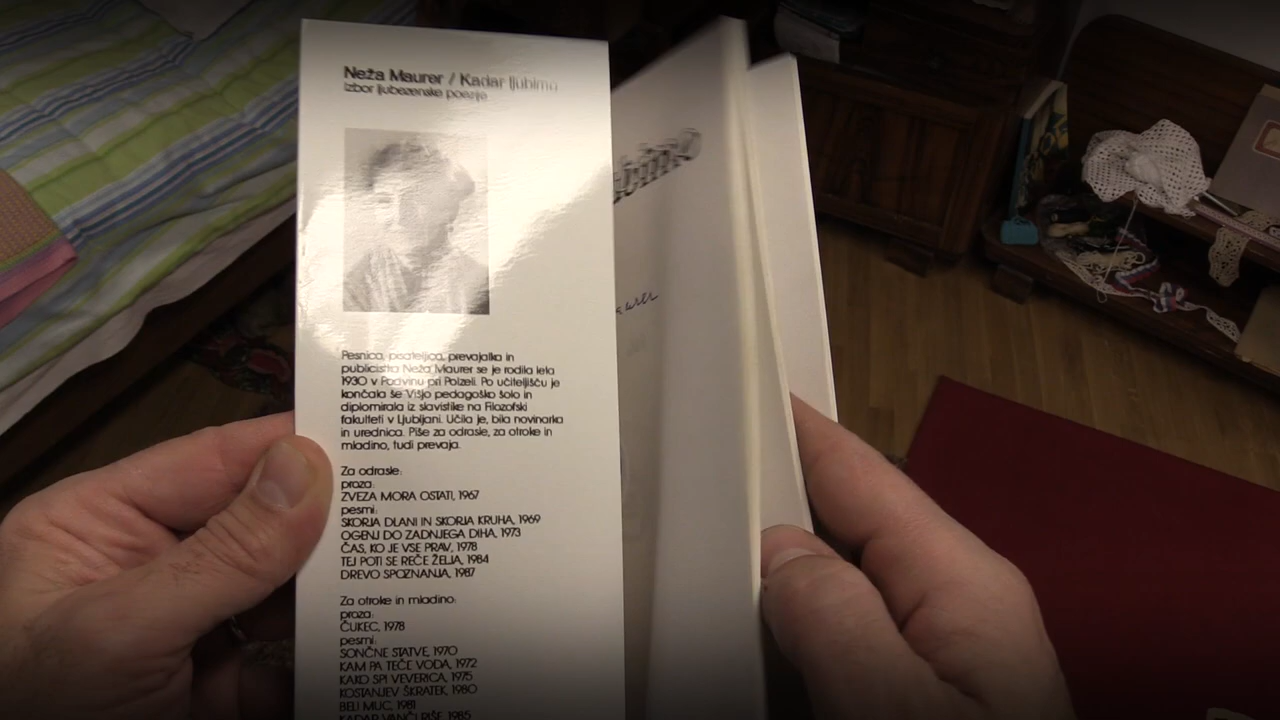 Neža Maurer / Kadar ljubimo
Izbor ljubezenske poezije
Pesnica, pisateljica, prevajalka in
publicistka Neža Maurer se je rodila leta
1930 v Podvinu pri Polzeli. Po učiteljišču je
končala še Višjo pedagoško šolo in
diplomirala iz slavistike na Filozofski
fakulteti v Ljubljani. Učila je, bila novinarka
in urednica. Piše za odrasle, za otroke in
mladino, tudi prevaja.
Za odrasle:
proza:
ZVEZA MORA OSTATI, 1967
pesmi:
SKORJA DLANI IN SKORJA KRUHA, 1969
OGENJ DO ZADNJEGA DIHA, 1973
ČAS, KO JE VSE PRAV, 1978
TEJ POTI SE REČE ŽELJA, 1984
DREVO SPOZNANJA, 1987
Za otroke in mladino:
proza:
ČUKEC, 1978
pesmi:
SONČNE STATVE, 1970
KAM PA TEČE VODA, 1972
KAKO SPI VEVERICA, 1975
KOSTANJEV ŠKRATEK, 1980
BELI MUC, 1981
KADAR VANČI RIŠE, 1985